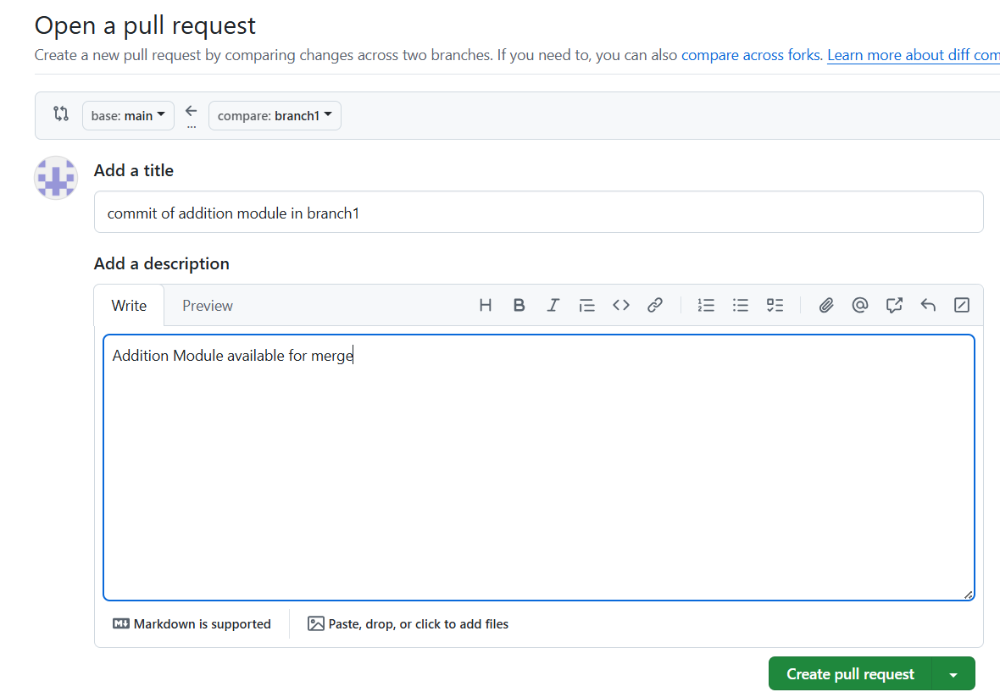 Open a pull request
Create a new pull request by comparing changes across two branches. If you need to, you can also compare across forks. Learn more about diff com
base: main
...
compare: branch1
Add a title
commit of addition module in branch1
Add a description
Write Preview
Addition Module available for merge
Markdown is supported
Paste, drop, or click to add files
Create pull request